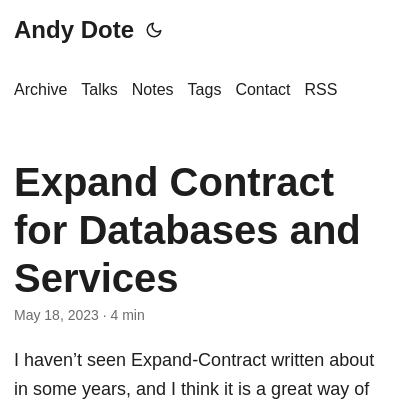 Andy Dote
Archive Talks Notes Tags Contact RSS
Expand Contract
for Databases and
Services
May 18, 2023 · 4 min
I haven’t seen Expand-Contract written about
in some years, and I think it is a great way of